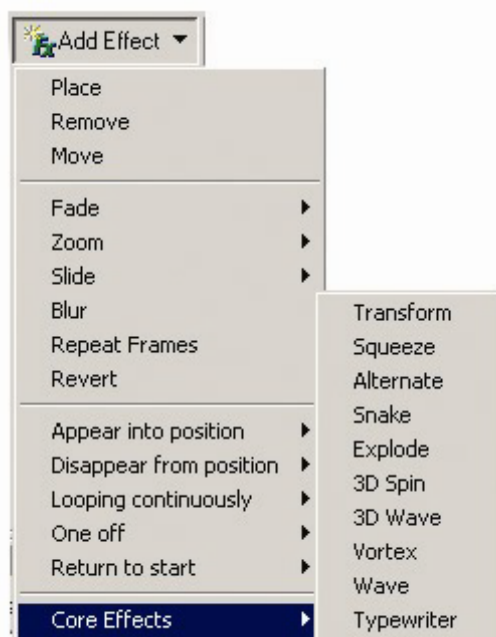 Add Effect
Place
Remove
Move
Fade
Zoom
Slide
Blur
Repeat Frames
Revert
Appear into position
Disappear from position
Looping continuously
One off
Return to start
Core Effects
Transform
Squeeze
Alternate
Snake
Explode
3D Spin
3D Wave
Vortex
Wave
Typewriter